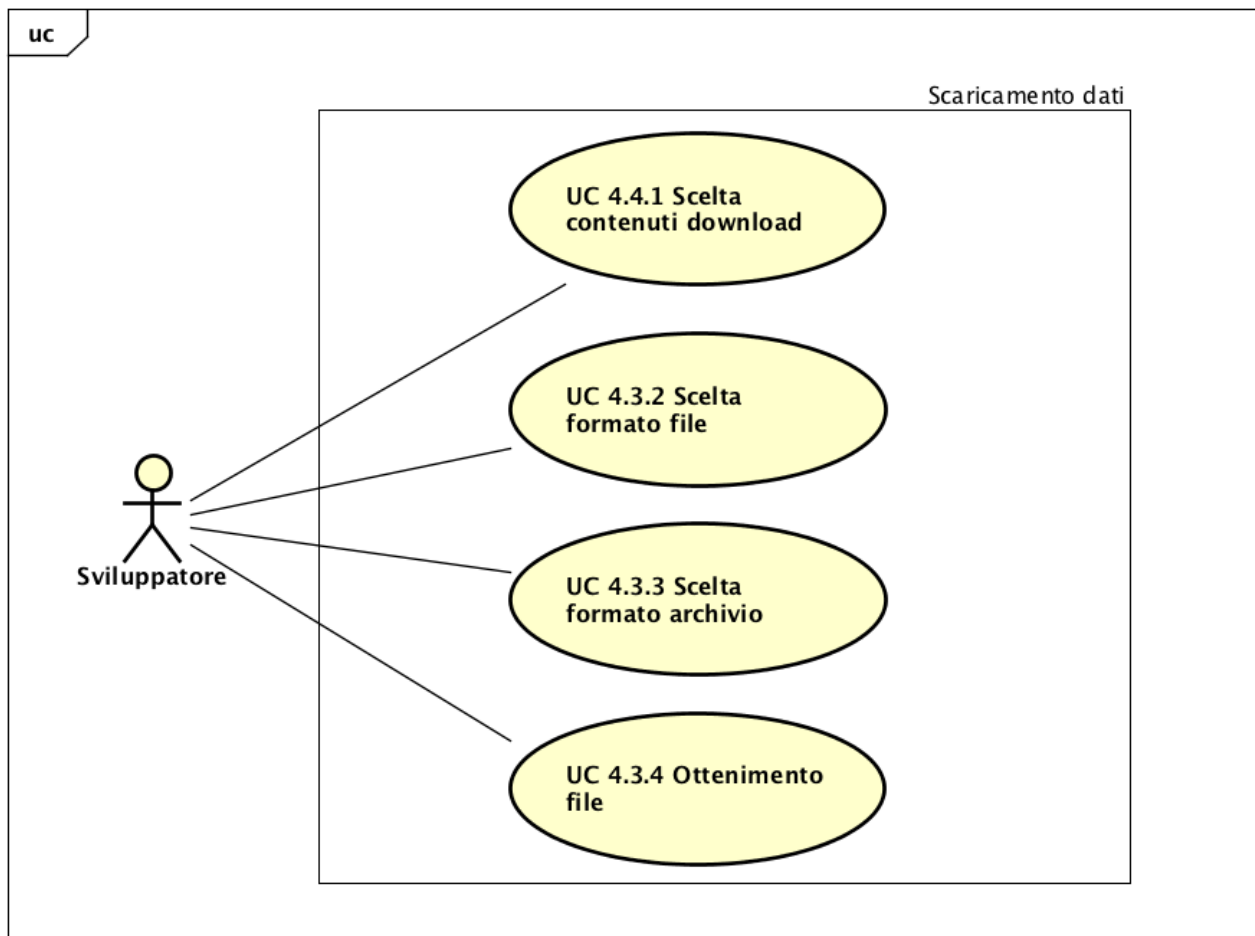 uc
Scaricamento dati
UC 4.4.1 Scelta
contenuti download
UC 4.3.2 Scelta
formato file
UC 4.3.3 Scelta
formato archivio
Sviluppatore
UC 4.3.4 Ottenimento
file